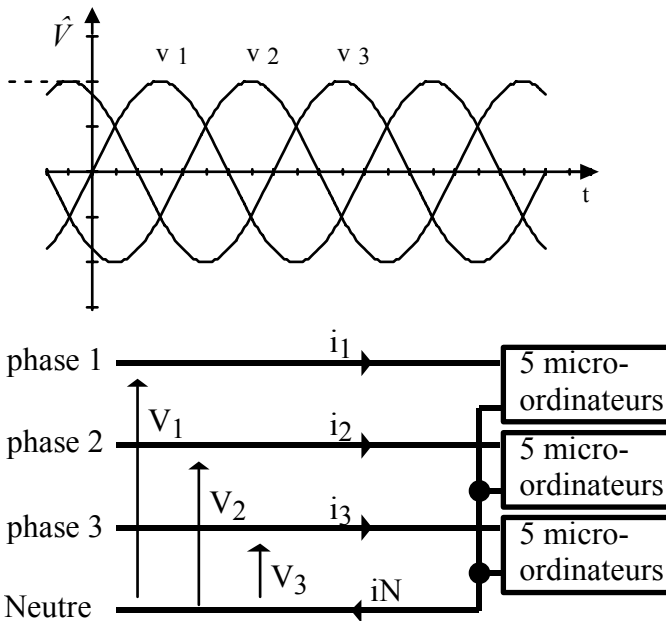 V̂
v 1 v 2 v 3
t
phase 1 i1 5 micro-
ordinateurs
V1
phase 2 i2 5 micro-
ordinateurs
V2
phase 3 i3 5 micro-
ordinateurs
V3
Neutre iN